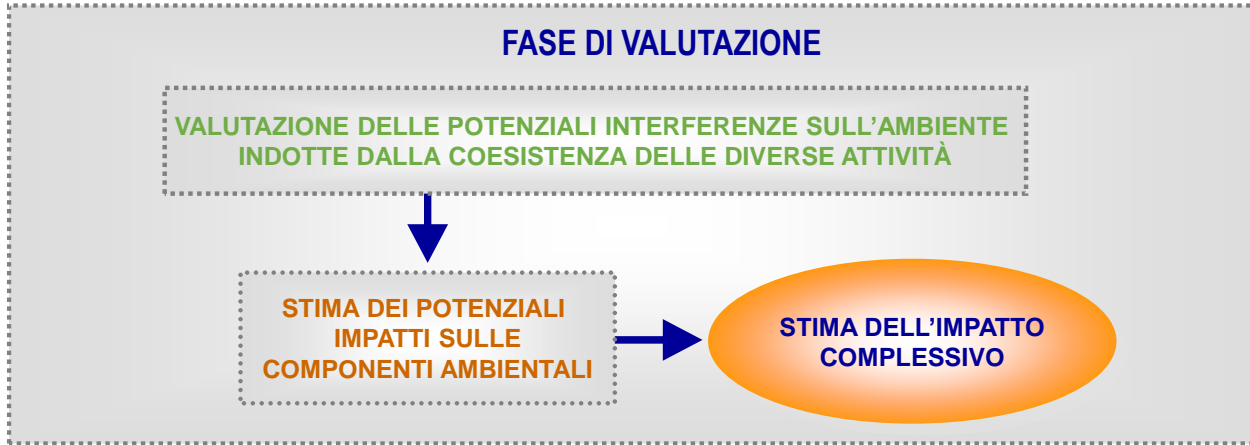 FASE DI VALUTAZIONE
VALUTAZIONE DELLE POTENZIALI INTERFERENZE SULL’AMBIENTE
INDOTTE DALLA COESISTENZA DELLE DIVERSE ATTIVITÀ
STIMA DEI POTENZIALI
IMPATTI SULLE
COMPONENTI AMBIENTALI
STIMA DELL’IMPATTO
COMPLESSIVO